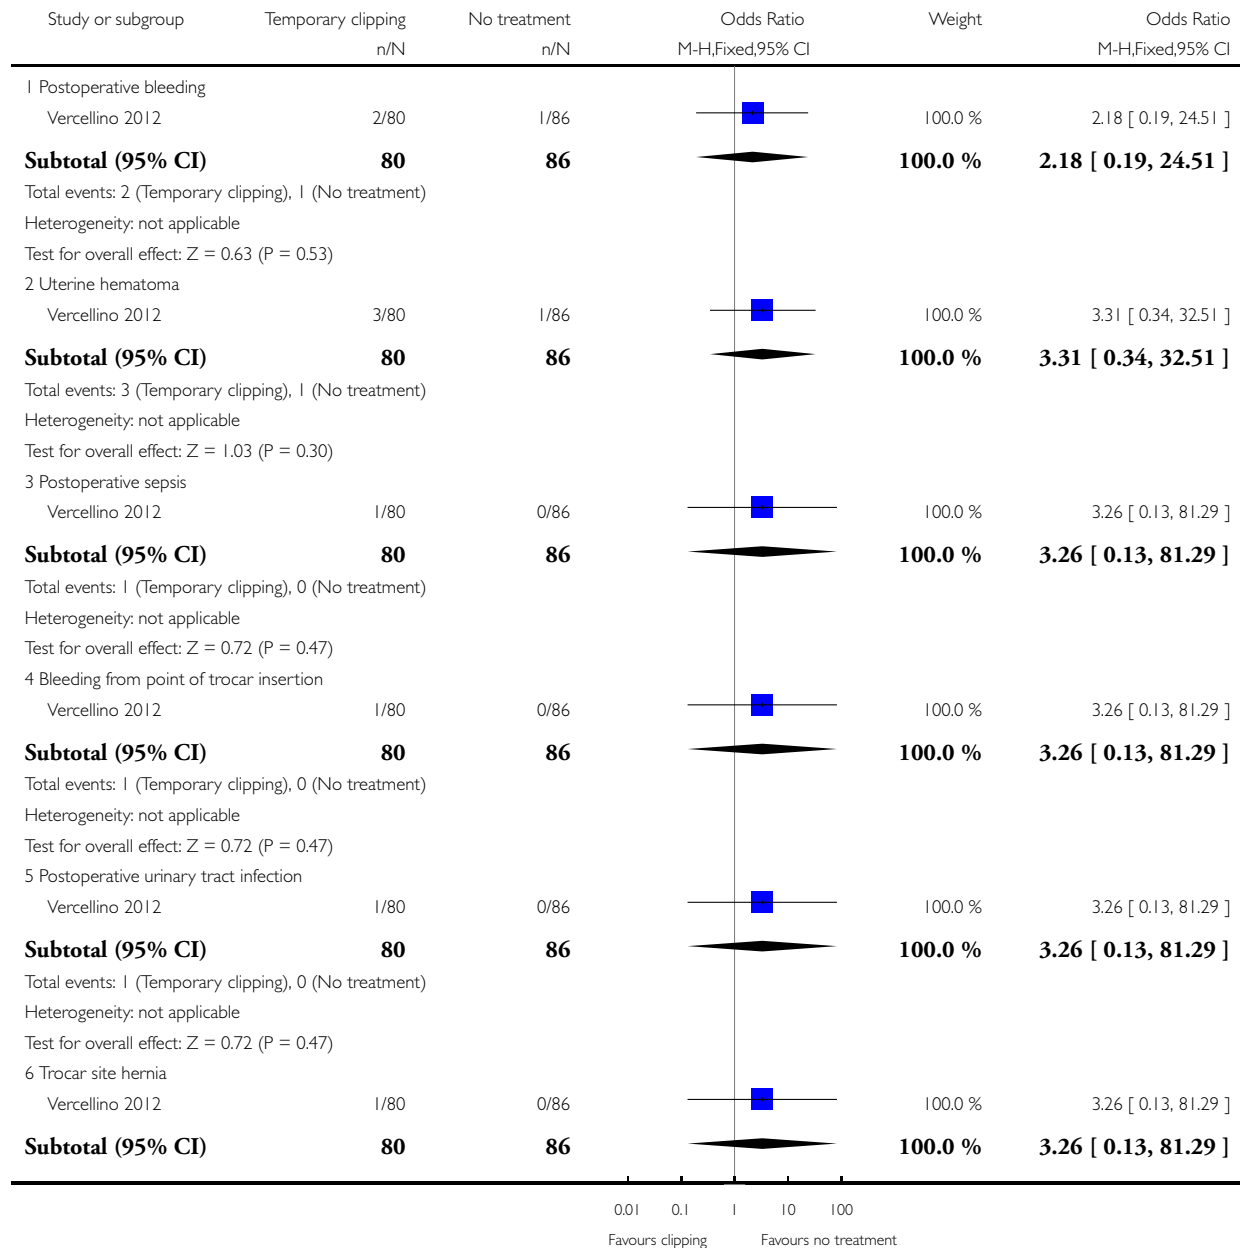 Study or subgroup Temporary clipping No treatment Odds Ratio Weight Odds Ratio
n/N n/N M-H,Fixed,95% CI M-H,Fixed,95% CI
1 Postoperative bleeding
Vercellino 2012 2/80 1/86 100.0 % 2.18 [ 0.19, 24.51 ]
Subtotal (95% CI) 80 86 100.0 % 2.18 [ 0.19, 24.51 ]
Total events: 2 (Temporary clipping), 1 (No treatment)
Heterogeneity: not applicable
Test for overall effect: Z = 0.63 (P = 0.53)
2 Uterine hematoma
Vercellino 2012 3/80 1/86 100.0 % 3.31 [ 0.34, 32.51 ]
Subtotal (95% CI) 80 86 100.0 % 3.31 [ 0.34, 32.51 ]
Total events: 3 (Temporary clipping), 1 (No treatment)
Heterogeneity: not applicable
Test for overall effect: Z = 1.03 (P = 0.30)
3 Postoperative sepsis
Vercellino 2012 1/80 0/86 100.0 % 3.26 [ 0.13, 81.29 ]
Subtotal (95% CI) 80 86 100.0 % 3.26 [ 0.13, 81.29 ]
Total events: 1 (Temporary clipping), 0 (No treatment)
Heterogeneity: not applicable
Test for overall effect: Z = 0.72 (P = 0.47)
4 Bleeding from point of trocar insertion
Vercellino 2012 1/80 0/86 100.0 % 3.26 [ 0.13, 81.29 ]
Subtotal (95% CI) 80 86 100.0 % 3.26 [ 0.13, 81.29 ]
Total events: 1 (Temporary clipping), 0 (No treatment)
Heterogeneity: not applicable
Test for overall effect: Z = 0.72 (P = 0.47)
5 Postoperative urinary tract infection
Vercellino 2012 1/80 0/86 100.0 % 3.26 [ 0.13, 81.29 ]
Subtotal (95% CI) 80 86 100.0 % 3.26 [ 0.13, 81.29 ]
Total events: 1 (Temporary clipping), 0 (No treatment)
Heterogeneity: not applicable
Test for overall effect: Z = 0.72 (P = 0.47)
6 Trocar site hernia
Vercellino 2012 1/80 0/86 100.0 % 3.26 [ 0.13, 81.29 ]
Subtotal (95% CI) 80 86 100.0 % 3.26 [ 0.13, 81.29 ]
0.01 0.1 1 10 100
Favours clipping Favours no treatment